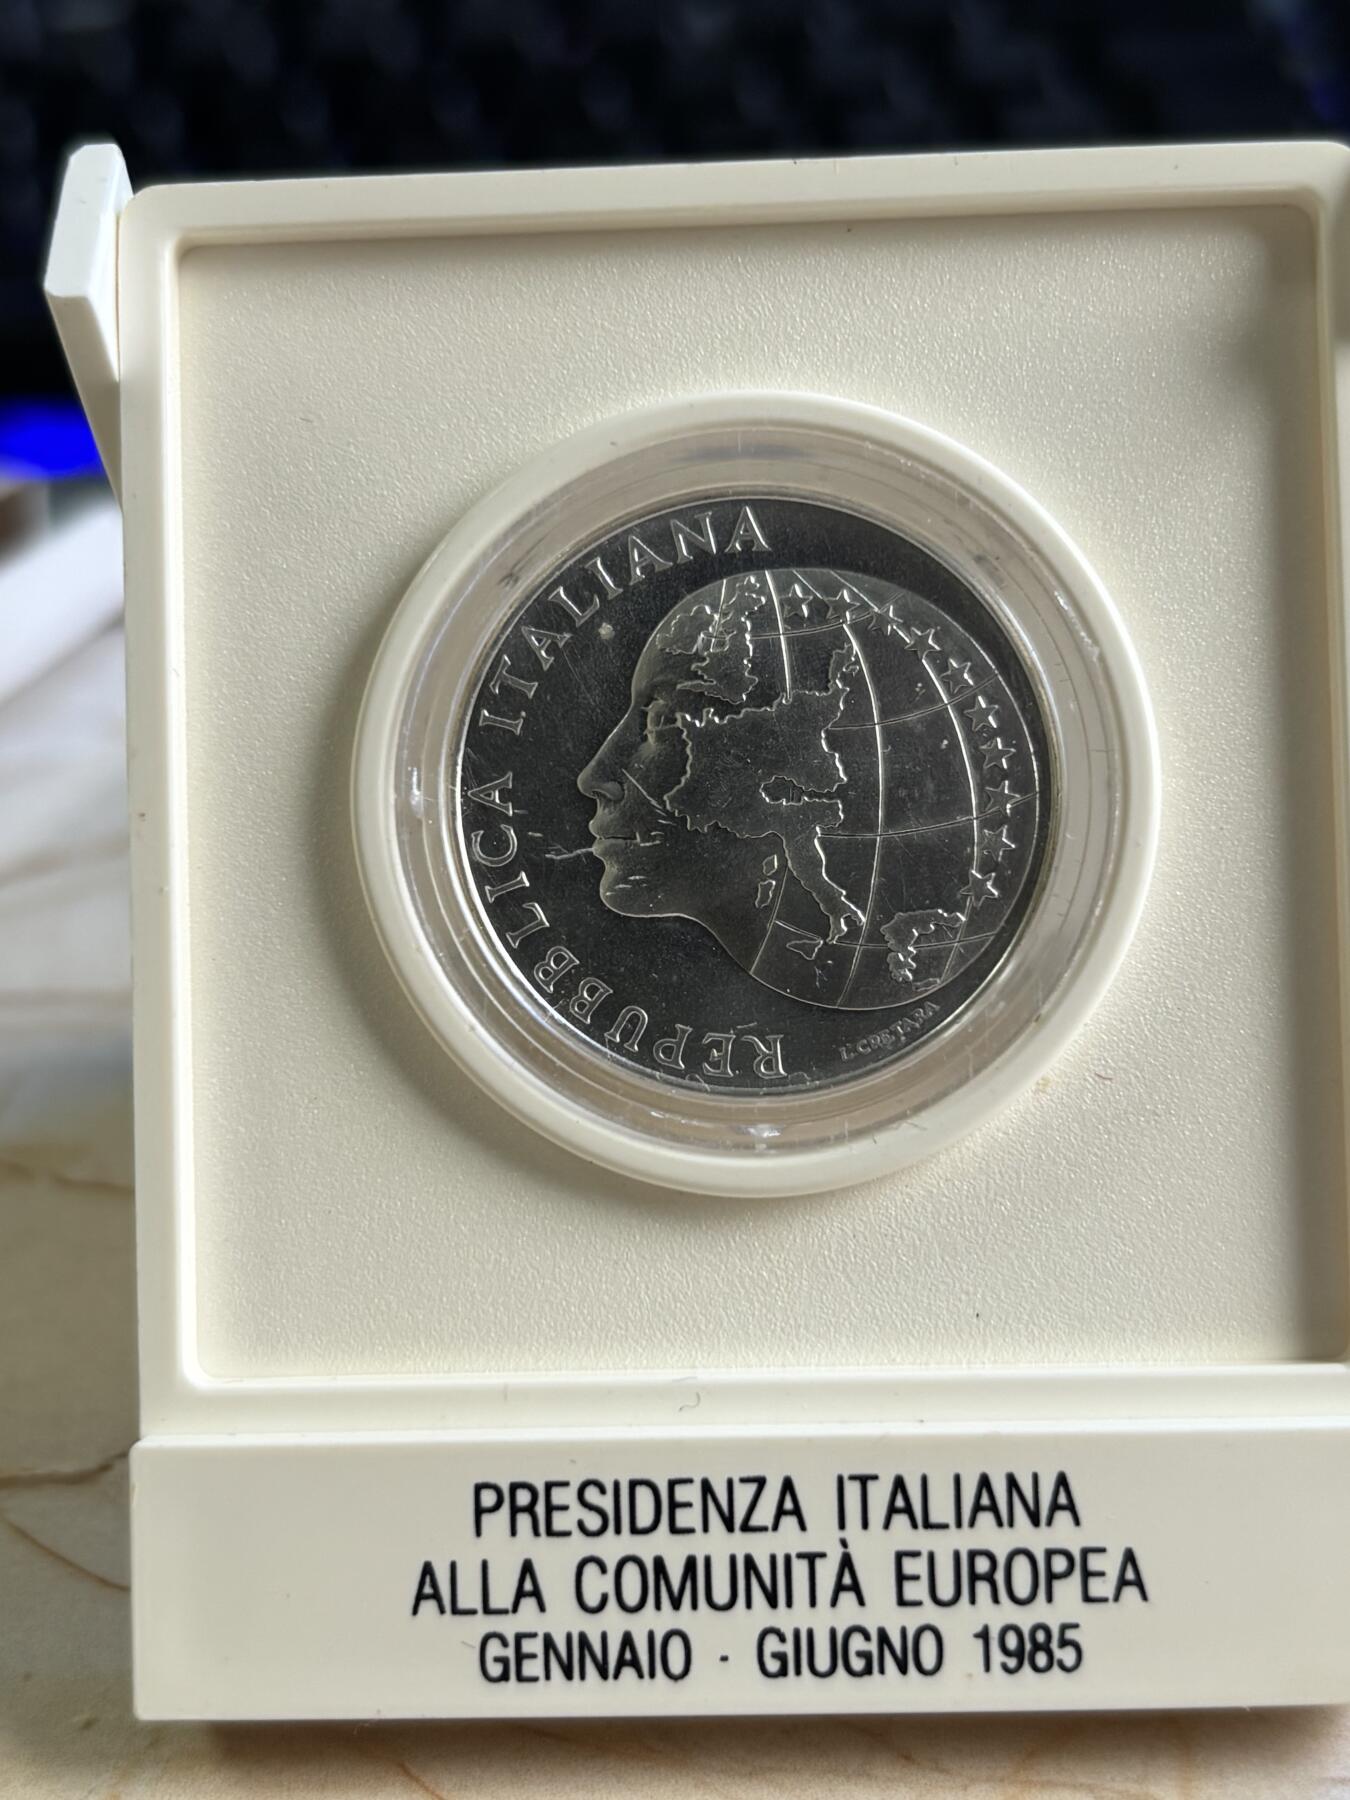 REPUBBLICA ITALIANA
L. CRETARA
PRESIDENZA ITALIANA
ALLA COMUNITÀ EUROPEA
GENNAIO · GIUGNO 1985